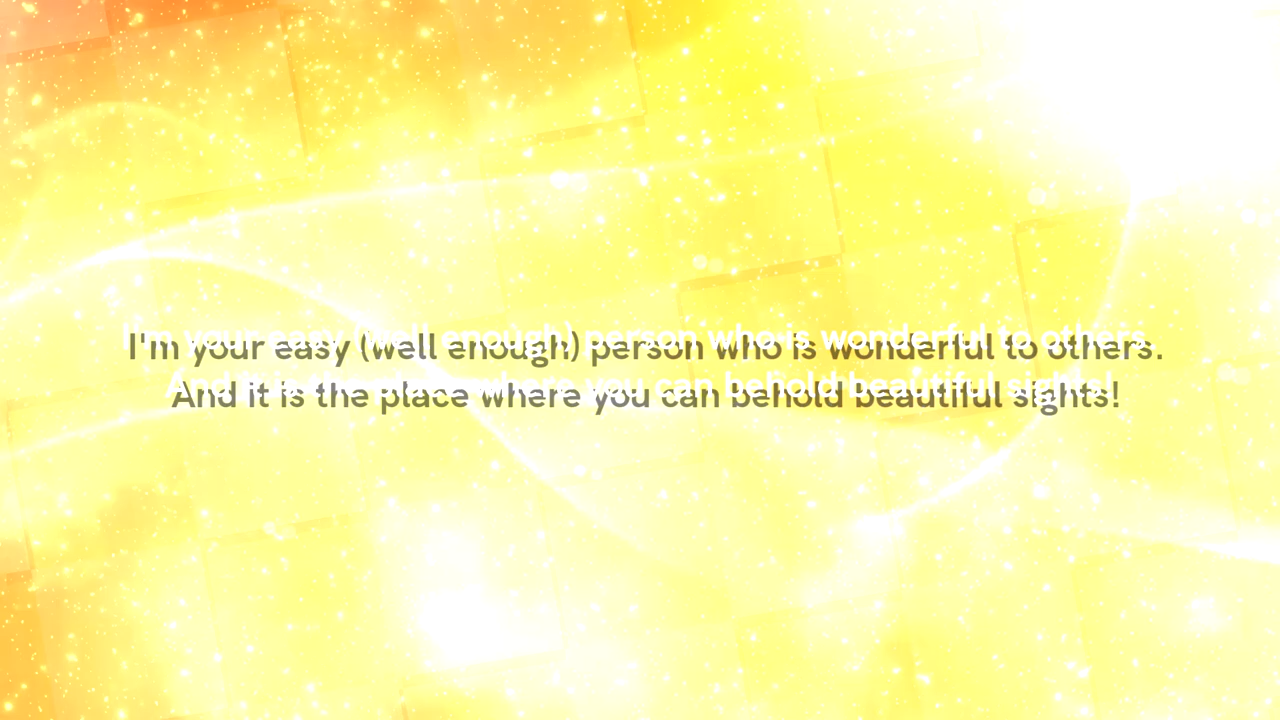 I'm your easy (well enough) person who is wonderful to others.
And it is the place where you can behold beautiful sights!